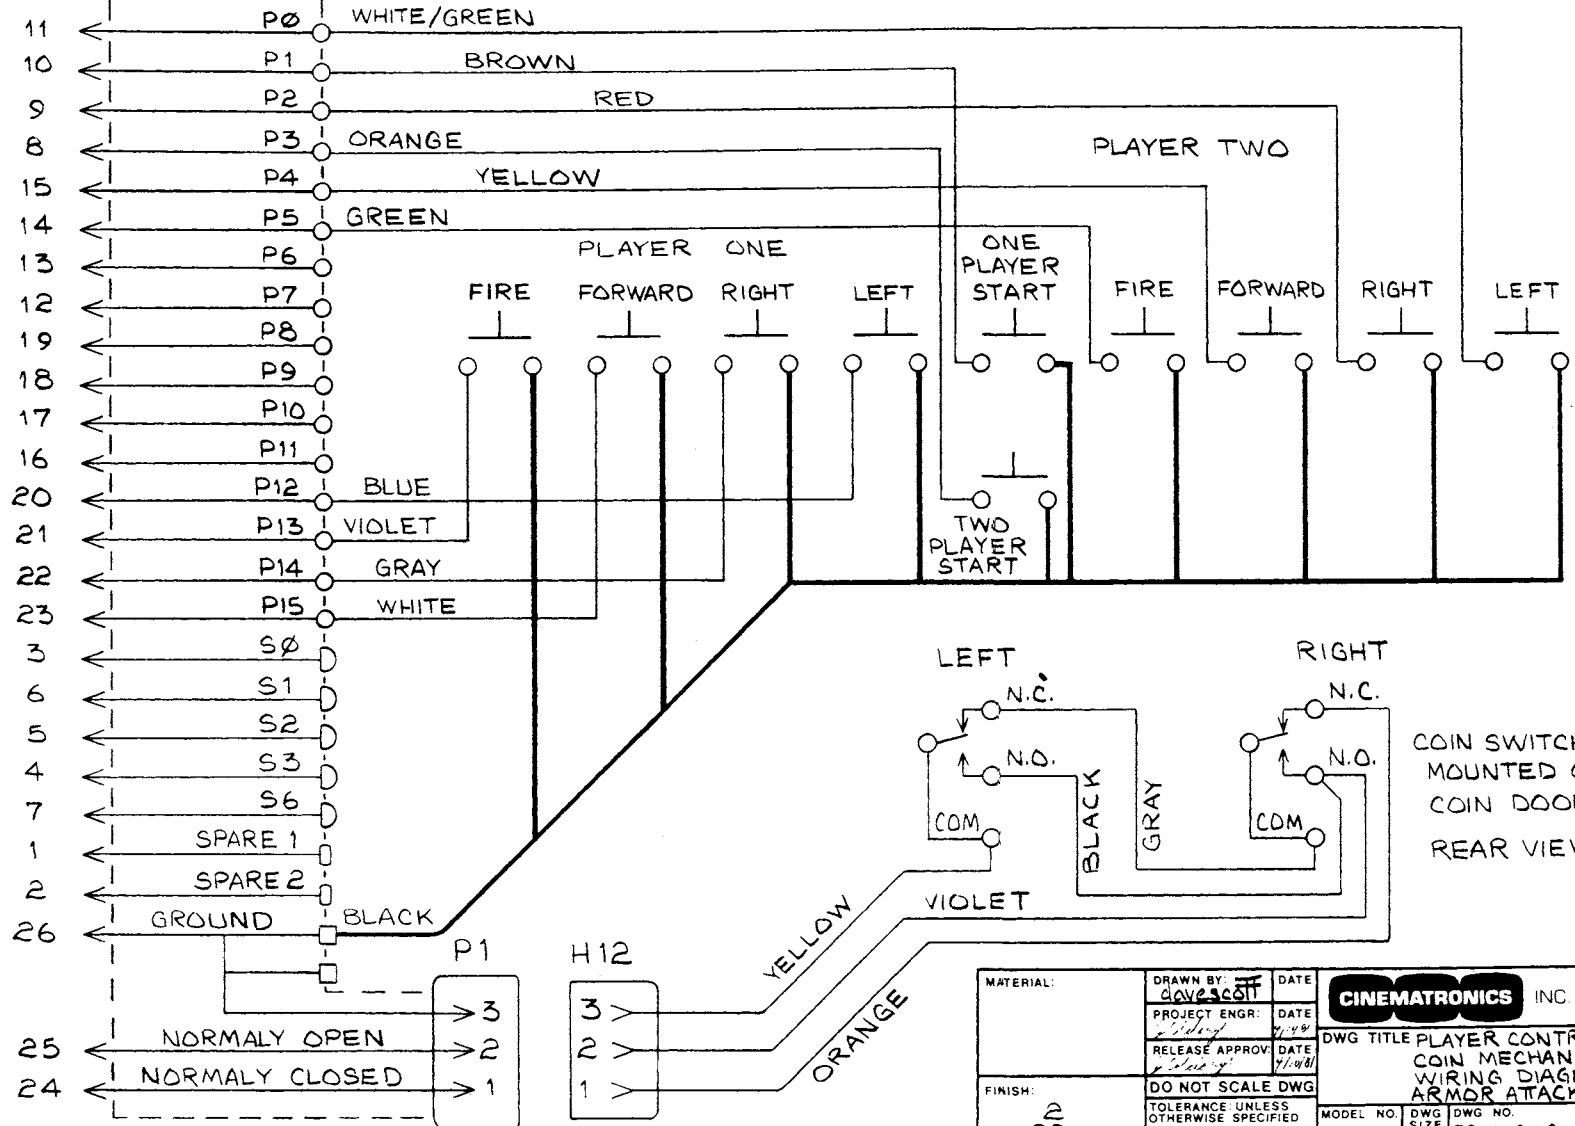 11 PØ WHITE/GREEN
10 P1 BROWN
9 P2 RED
8 P3 ORANGE
PLAYER TWO
15 P4 YELLOW
14 P5 GREEN
PLAYER ONE
ONE
PLAYER
START
13 P6
FIRE FORWARD RIGHT LEFT FIRE FORWARD RIGHT LEFT
12 P7
19 P8
18 P9
17 P10
16 P11
20 P12 BLUE
21 P13 VIOLET
TWO
PLAYER
START
22 P14 GRAY
23 P15 WHITE
3 SØ
LEFT RIGHT
6 S1
N.C. N.C.
5 S2
4 S3
N.O. N.O.
COIN SWITCH
MOUNTED
COIN DOO
REAR VIE
7 S6
COM COM
BLACK
GRAY
1 SPARE 1
2 SPARE 2
26 GROUND BLACK
VIOLET
YELLOW
ORANGE
P1 H12
3 3
25 NORMALY OPEN 2 2
24 NORMALY CLOSED 1 1
MATERIAL:
DRAWN BY: davescott DATE
PROJECT ENGR: DATE
RELEASE APPROV: DATE
FINISH:
DO NOT SCALE DWG
TOLERANCE: UNLESS
OTHERWISE SPECIFIED
CINEMATRONICS INC.
DWG TITLE PLAYER CONTR
COIN MECHAN
WIRING DIAG
ARMOR ATTACK
MODEL NO. DWG SIZE DWG NO.